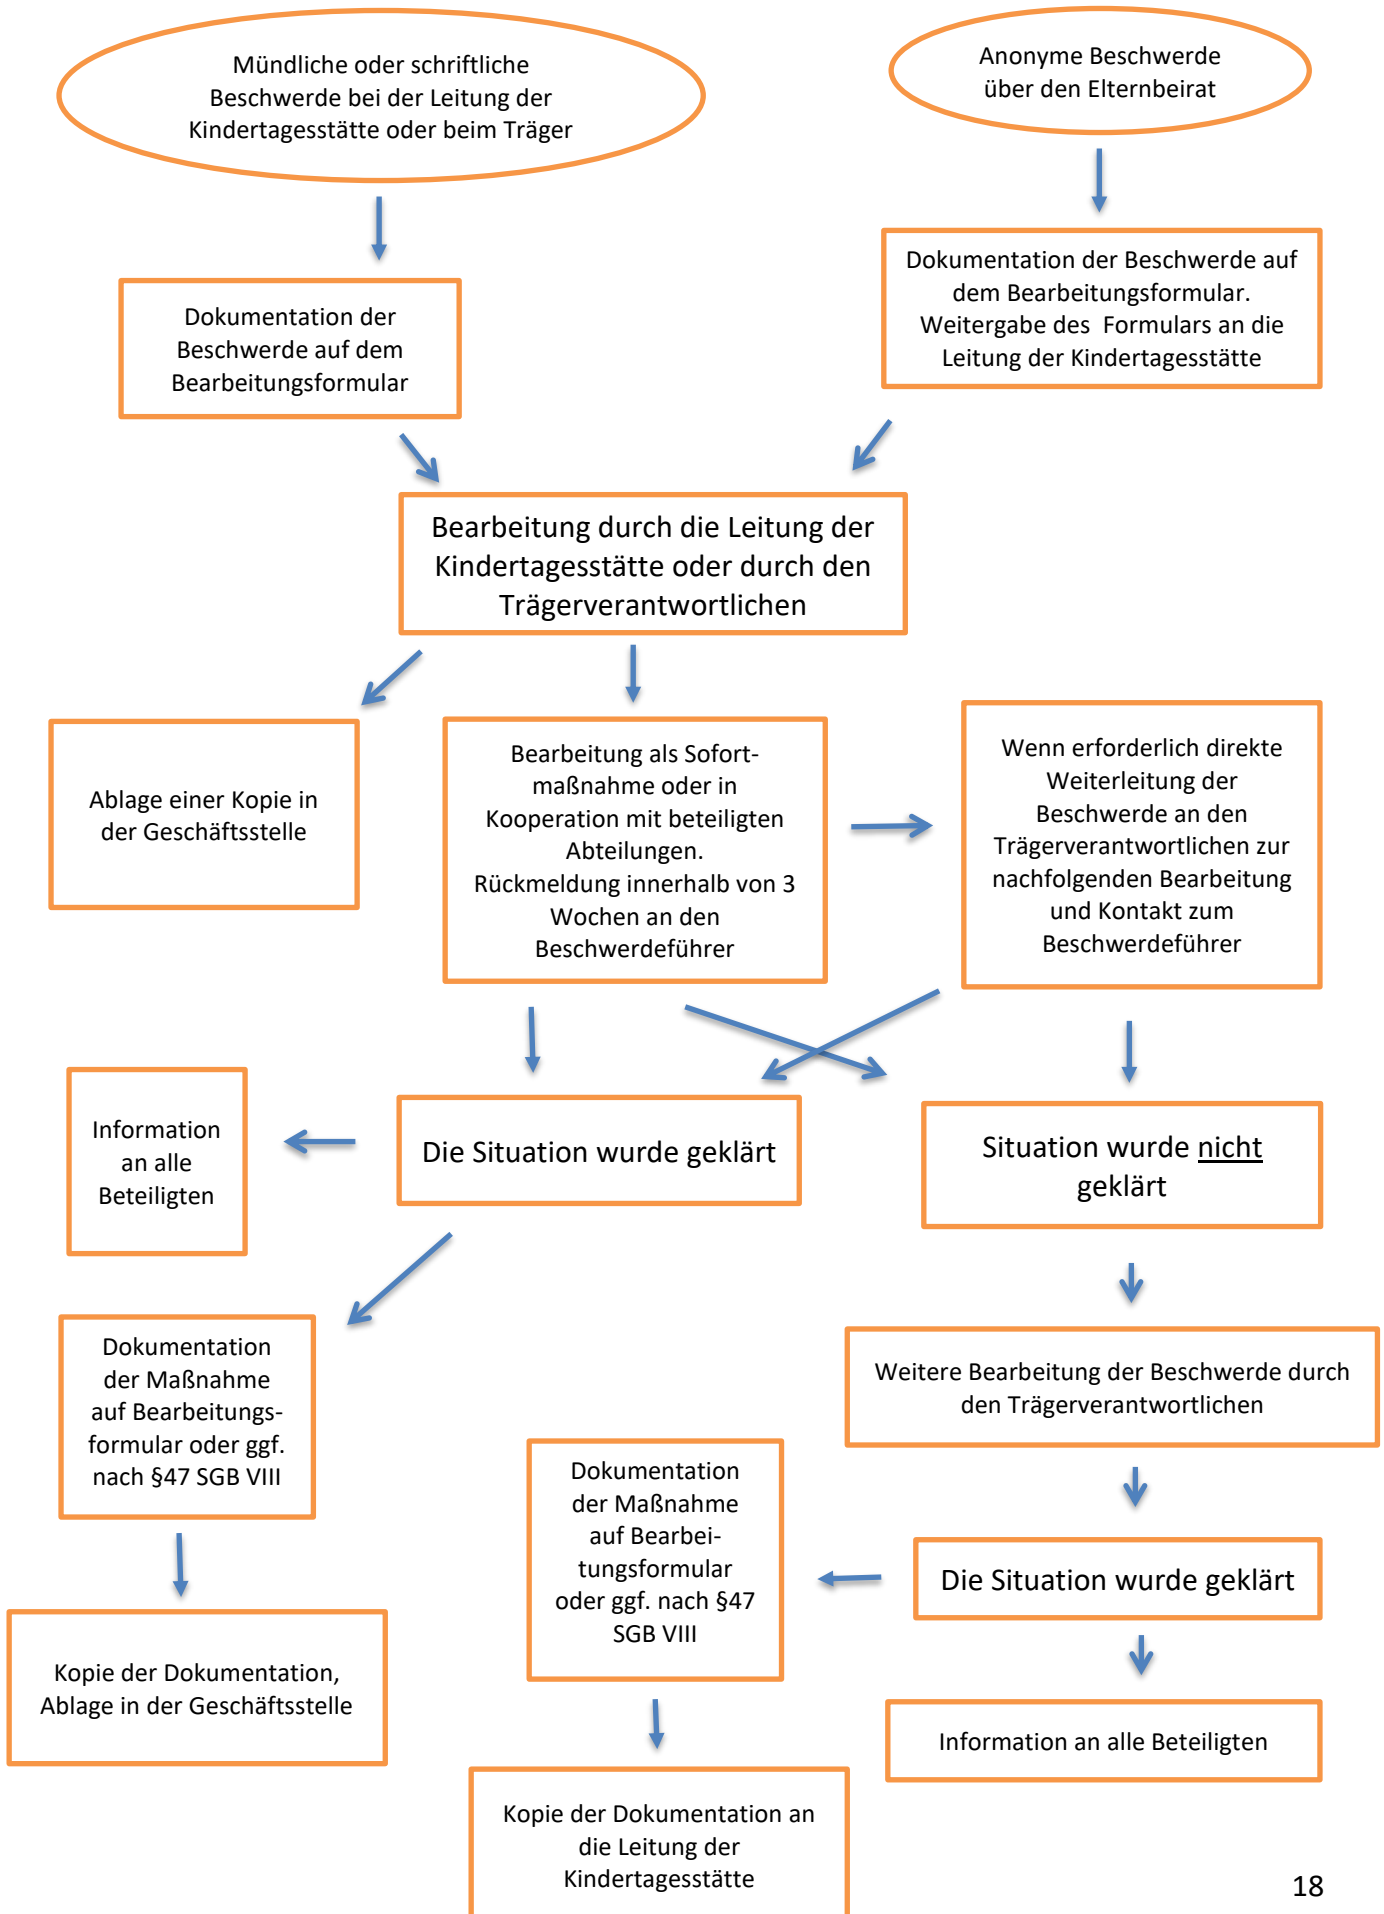 Mündliche oder schriftliche
Beschwerde bei der Leitung der
Kindertagesstätte oder beim Träger
Anonyme Beschwerde
über den Elternbeirat
Dokumentation der
Beschwerde auf dem
Bearbeitungsformular
Dokumentation der Beschwerde auf
dem Bearbeitungsformular.
Weitergabe des Formulars an die
Leitung der Kindertagesstätte
Bearbeitung durch die Leitung der
Kindertagesstätte oder durch den
Trägerverantwortlichen
Ablage einer Kopie in
der Geschäftsstelle
Bearbeitung als Sofort-
maßnahme oder in
Kooperation mit beteiligten
Abteilungen.
Rückmeldung innerhalb von 3
Wochen an den
Beschwerdeführer
Wenn erforderlich direkte
Weiterleitung der
Beschwerde an den
Trägerverantwortlichen zur
nachfolgenden Bearbeitung
und Kontakt zum
Beschwerdeführer
Information
an alle
Beteiligten
Die Situation wurde geklärt
Situation wurde nicht
geklärt
Dokumentation
der Maßnahme
auf Bearbeitungs-
formular oder ggf.
nach §47 SGB VIII
Weitere Bearbeitung der Beschwerde durch
den Trägerverantwortlichen
Dokumentation
der Maßnahme
auf Bearbei-
tungsformular
oder ggf. nach §47
SGB VIII
Die Situation wurde geklärt
Kopie der Dokumentation,
Ablage in der Geschäftsstelle
Information an alle Beteiligten
Kopie der Dokumentation an
die Leitung der
Kindertagesstätte
18